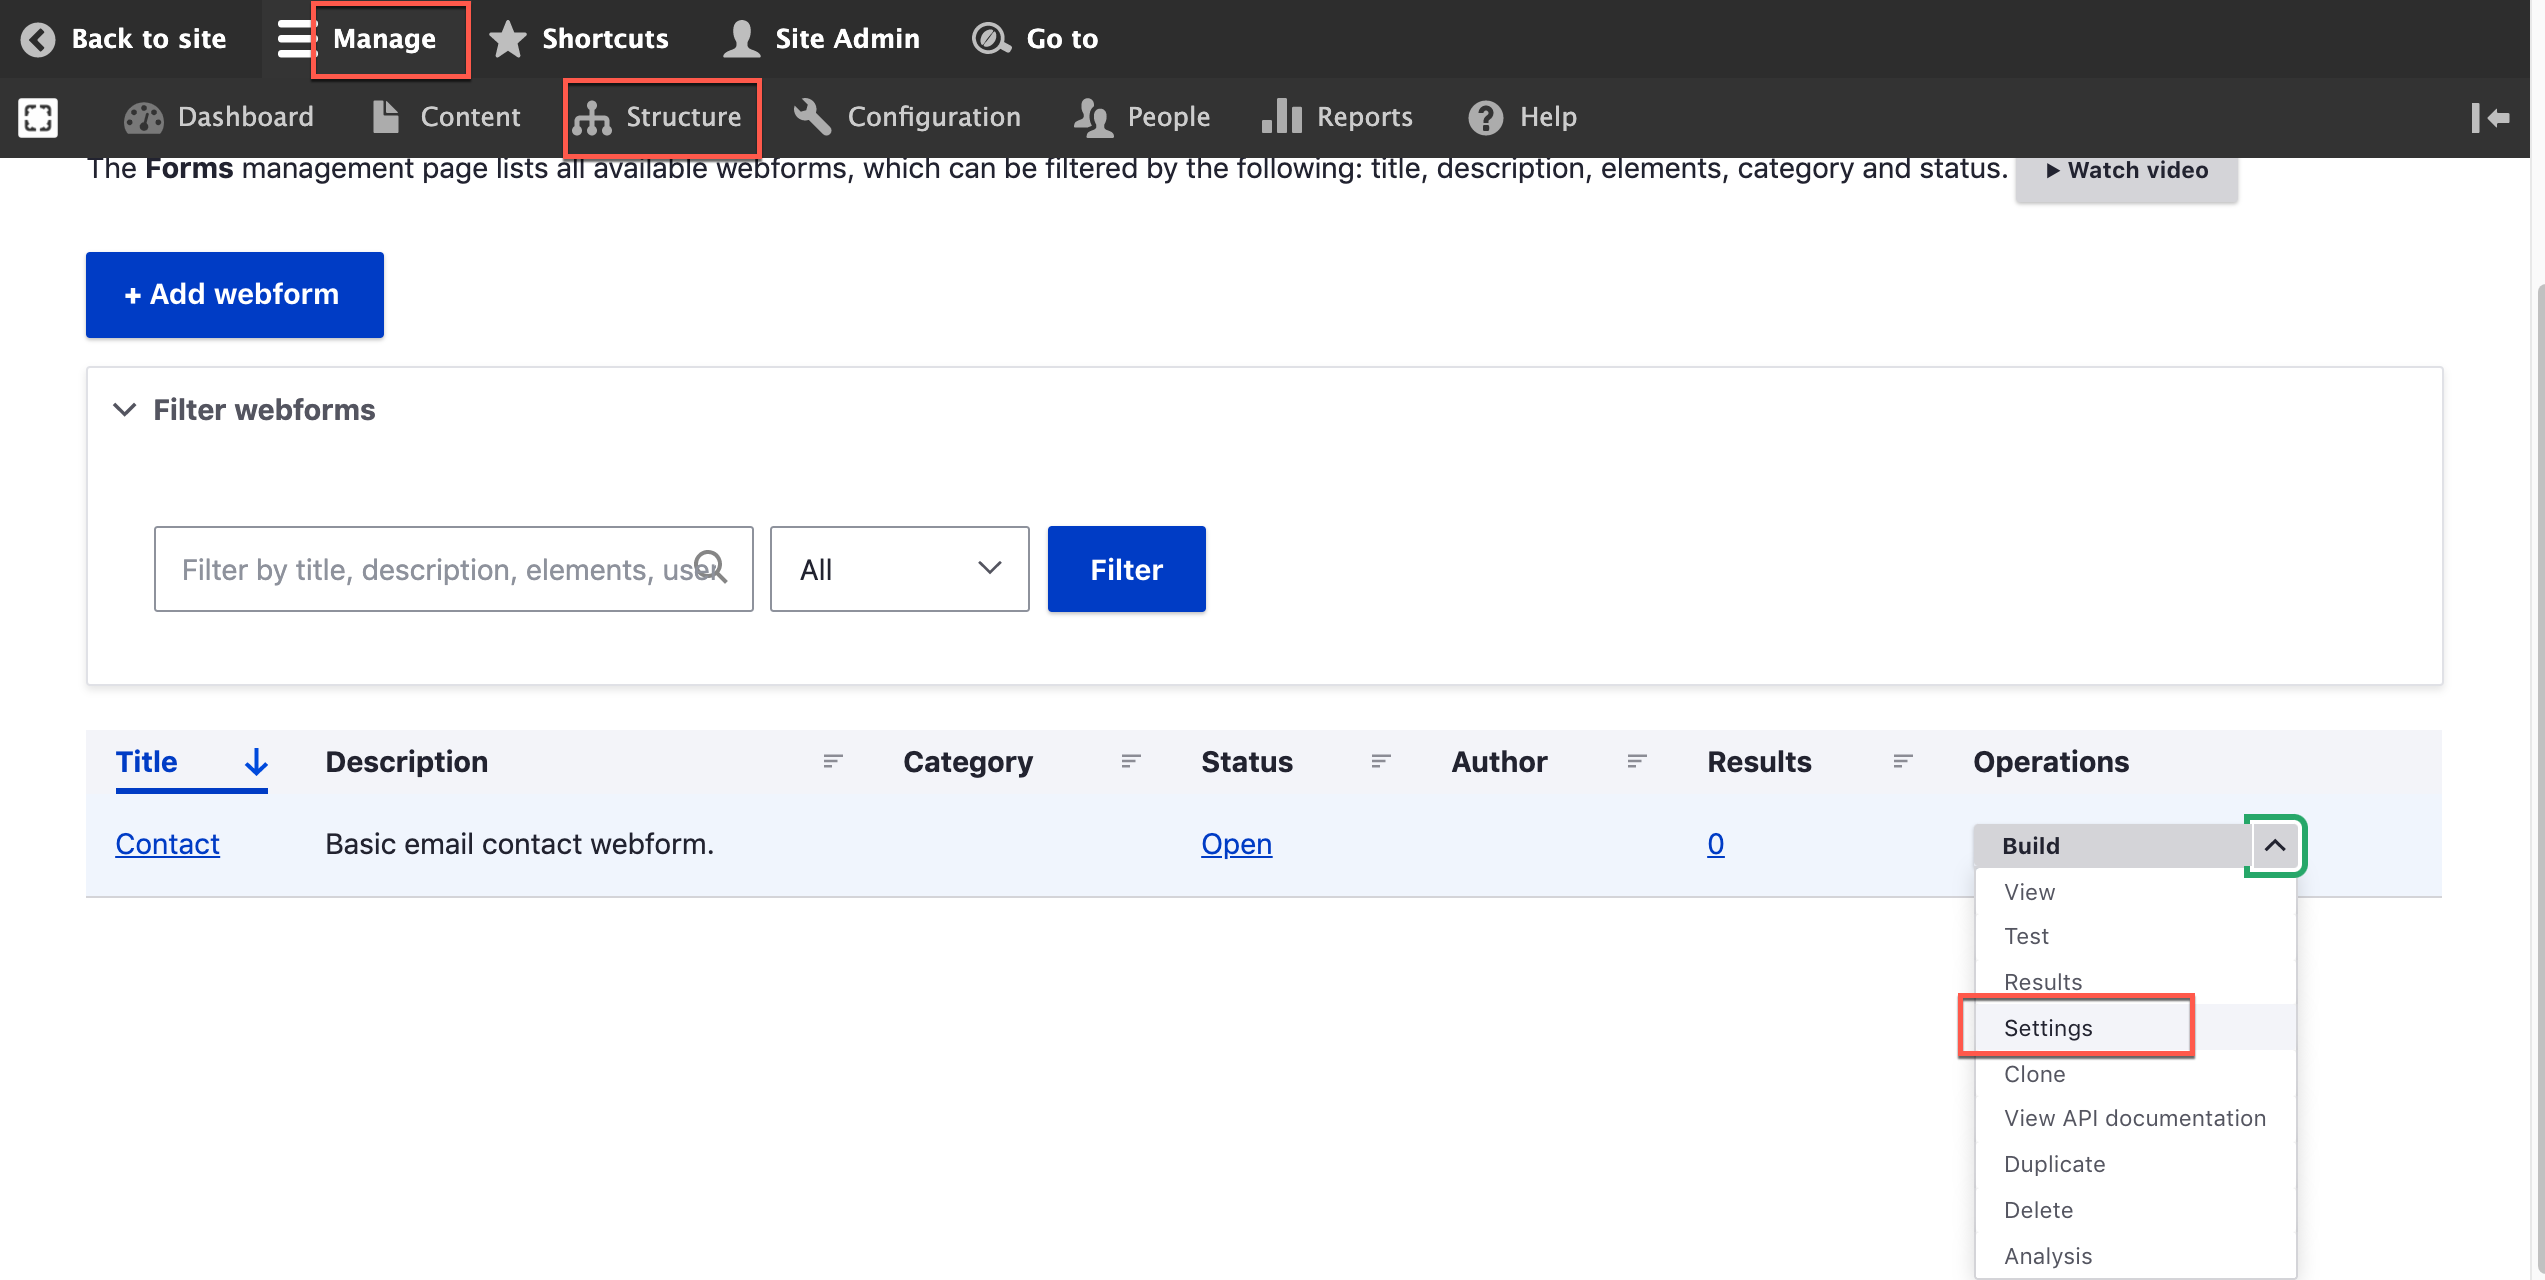 Back to site Manage Shortcuts Site Admin Go to
Dashboard Content Structure Configuration People Reports Help
The Forms management page lists all available webforms, which can be filtered by the following: title, description, elements, category and status. Watch video
+ Add webform
Filter webforms
Filter by title, description, elements, user All Filter
Title Description Category Status Author Results Operations
Contact Basic email contact webform. Open 0 Build
View
Test
Results
Settings
Clone
View API documentation
Duplicate
Delete
Analysis